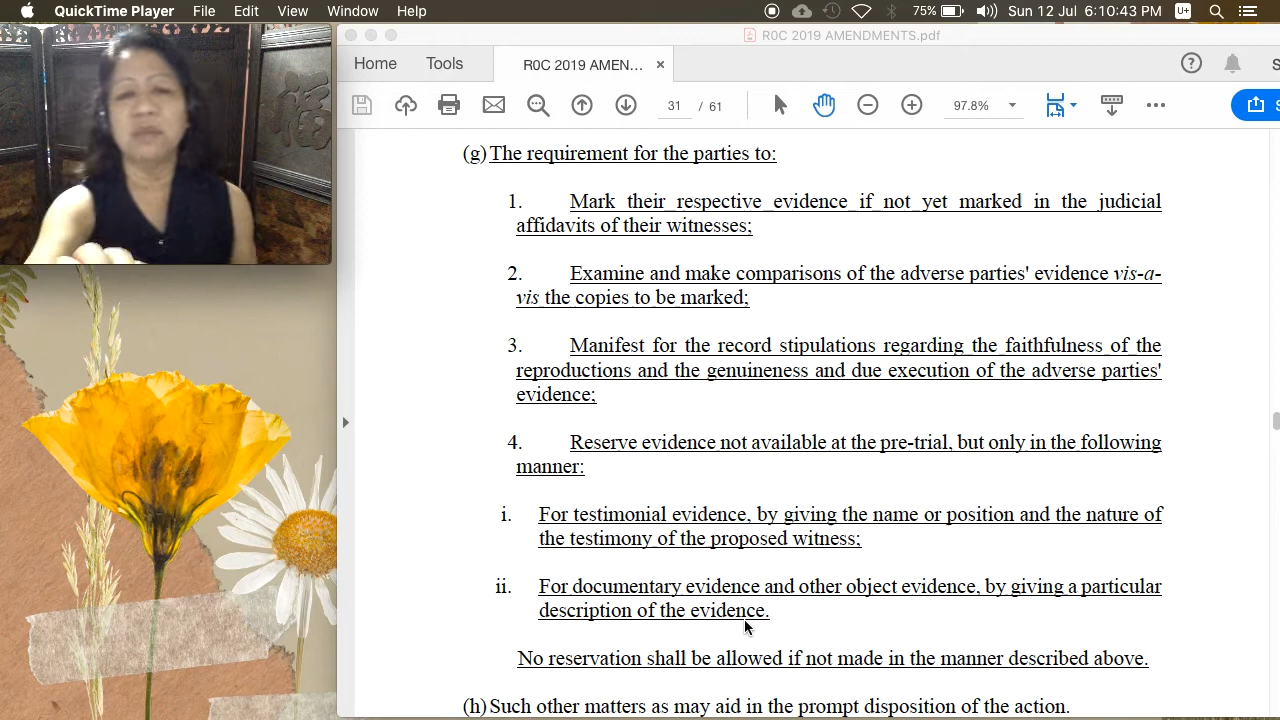 QuickTime Player File Edit View Window Help 75% Sun 12 Jul 6:10:43 PM U+
R0C 2019 AMENDMENTS.pdf
Home Tools R0C 2019 AMEN... ×
31 / 61 97.8%
(g) The requirement for the parties to:
1. Mark their respective evidence if not yet marked in the judicial
affidavits of their witnesses;
2. Examine and make comparisons of the adverse parties' evidence vis-a-
vis the copies to be marked;
3. Manifest for the record stipulations regarding the faithfulness of the
reproductions and the genuineness and due execution of the adverse parties'
evidence;
4. Reserve evidence not available at the pre-trial, but only in the following
manner:
i. For testimonial evidence, by giving the name or position and the nature of
the testimony of the proposed witness;
ii. For documentary evidence and other object evidence, by giving a particular
description of the evidence.
No reservation shall be allowed if not made in the manner described above.
(h) Such other matters as may aid in the prompt disposition of the action.
福